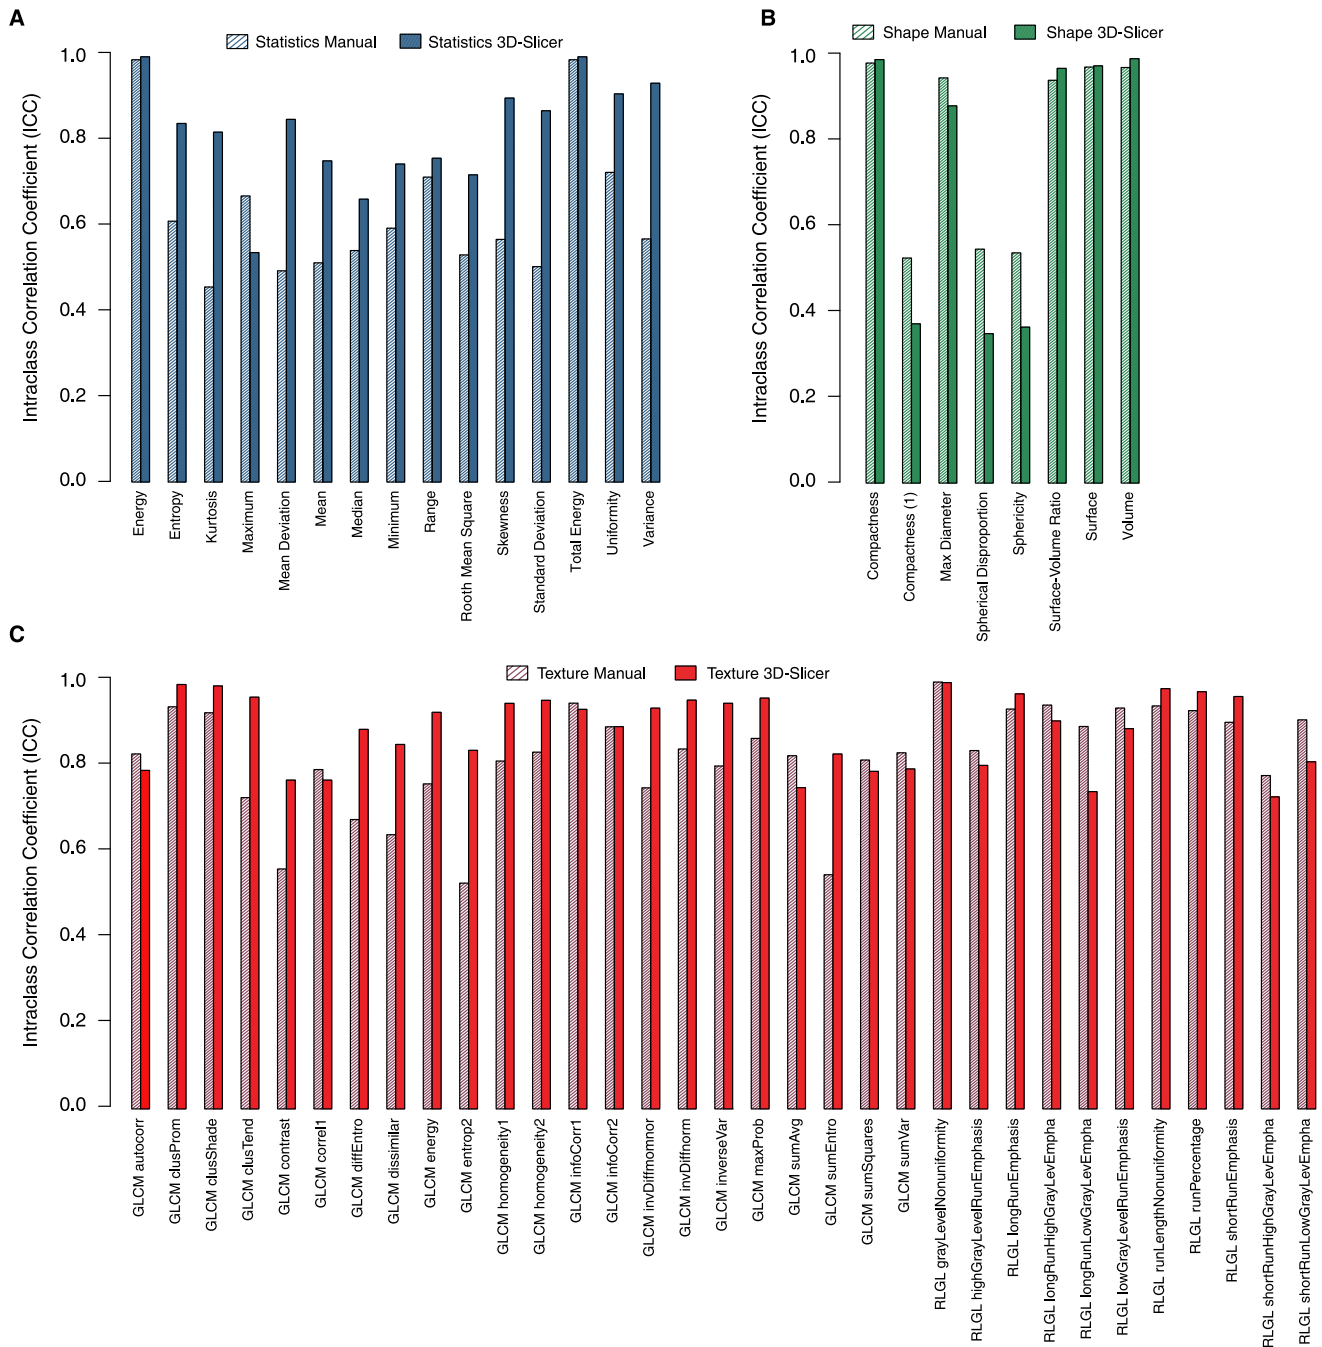 A
Statistics Manual
Statistics 3D-Slicer
Intraclass Correlation Coefficient (ICC)
1.0
0.8
0.6
0.4
0.2
0.0
Energy
Entropy
Kurtosis
Maximum
Mean Deviation
Mean
Median
Minimum
Range
Rooth Mean Square
Skewness
Standard Deviation
Total Energy
Uniformity
Variance
B
Shape Manual
Shape 3D-Slicer
Intraclass Correlation Coefficient (ICC)
1.0
0.8
0.6
0.4
0.2
0.0
Compactness
Compactness (1)
Max Diameter
Spherical Disproportion
Sphericity
Surface-Volume Ratio
Surface
Volume
C
Texture Manual
Texture 3D-Slicer
Intraclass Correlation Coefficient (ICC)
1.0
0.8
0.6
0.4
0.2
0.0
GLCM autocorr
GLCM clusProm
GLCM clusShade
GLCM clusTend
GLCM contrast
GLCM correl1
GLCM diffEntro
GLCM dissimilar
GLCM energy
GLCM entrop2
GLCM homogeneity1
GLCM homogeneity2
GLCM infoCorr1
GLCM infoCorr2
GLCM invDiffmomnor
GLCM invDiffnorm
GLCM inverseVar
GLCM maxProb
GLCM sumAvg
GLCM sumEntro
GLCM sumSquares
GLCM sumVar
RLGL grayLevelNonuniformity
RLGL highGrayLevelRunEmphasis
RLGL longRunEmphasis
RLGL longRunHighGrayLevEmpha
RLGL longRunLowGrayLevEmpha
RLGL lowGrayLevelRunEmphasis
RLGL runLengthNonuniformity
RLGL runPercentage
RLGL shortRunEmphasis
RLGL shortRunHighGrayLevEmpha
RLGL shortRunLowGrayLevEmpha